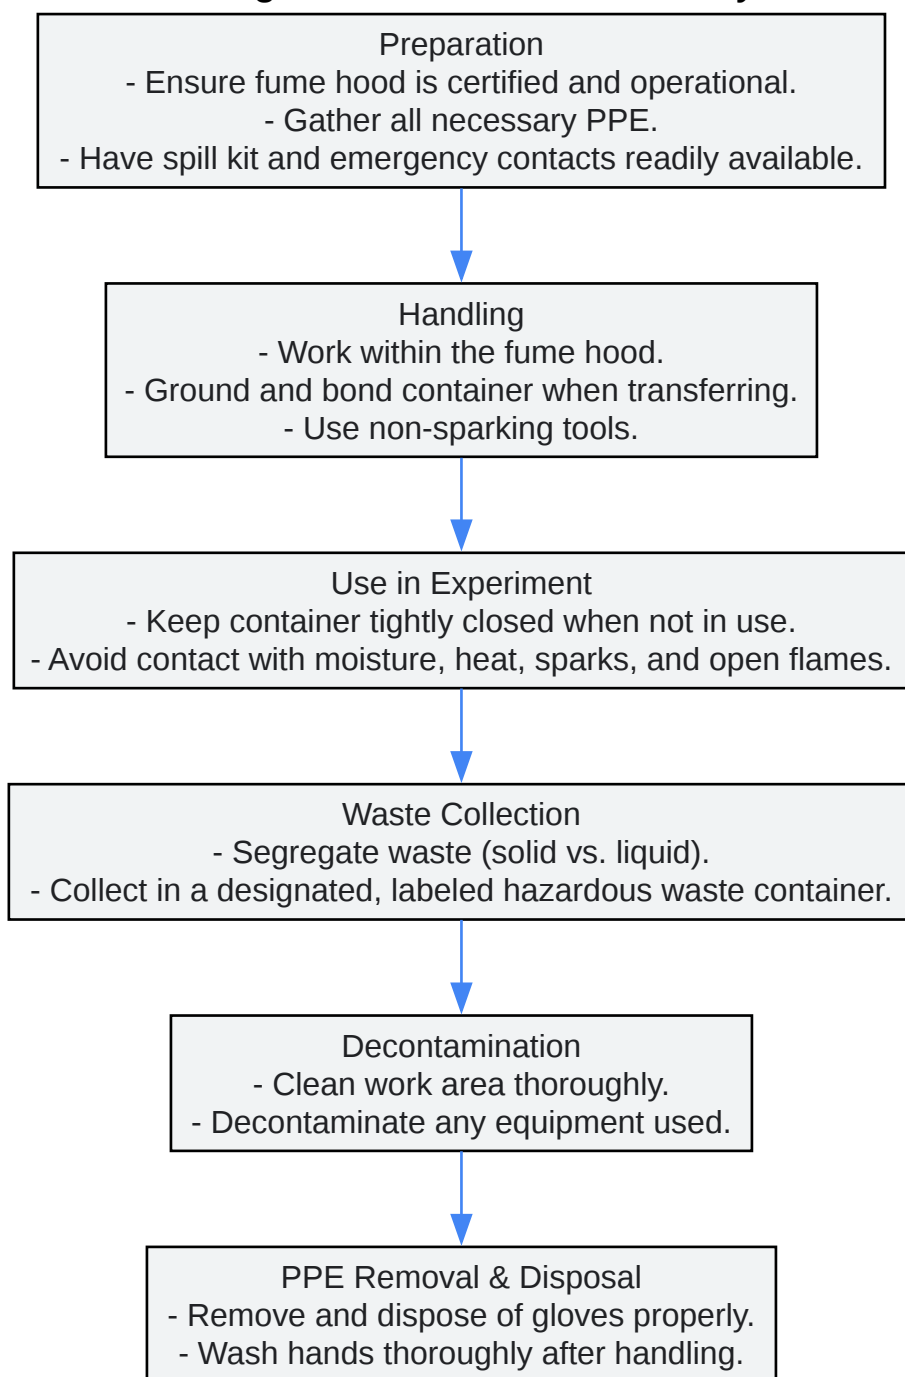 Preparation
- Ensure fume hood is certified and operational.
- Gather all necessary PPE.
- Have spill kit and emergency contacts readily available.
Handling
- Work within the fume hood.
- Ground and bond container when transferring.
- Use non-sparking tools.
Use in Experiment
- Keep container tightly closed when not in use.
- Avoid contact with moisture, heat, sparks, and open flames.
Waste Collection
- Segregate waste (solid vs. liquid).
- Collect in a designated, labeled hazardous waste container.
Decontamination
- Clean work area thoroughly.
- Decontaminate any equipment used.
PPE Removal & Disposal
- Remove and dispose of gloves properly.
- Wash hands thoroughly after handling.